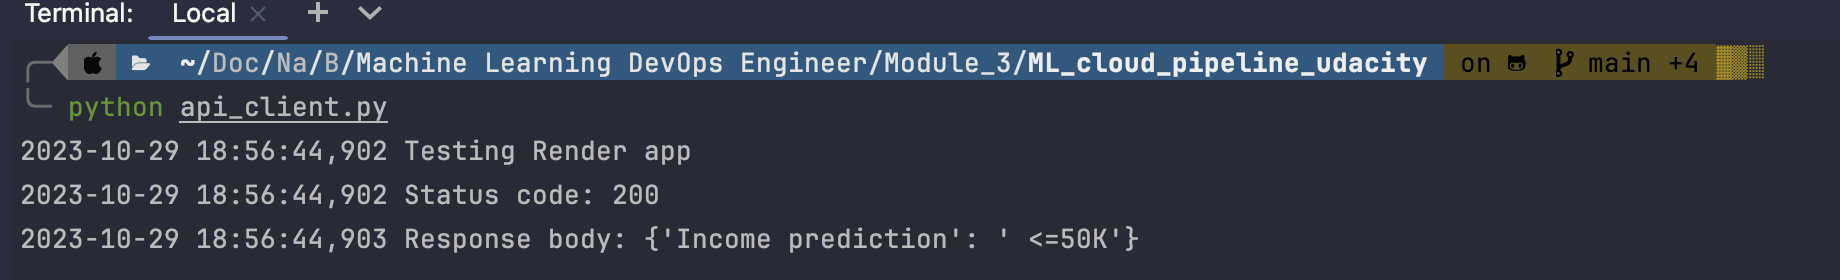 Terminal: Local × + 
~/Doc/Na/B/Machine Learning DevOps Engineer/Module_3/ML_cloud_pipeline_udacity on main +4
python api_client.py
2023-10-29 18:56:44,902 Testing Render app
2023-10-29 18:56:44,902 Status code: 200
2023-10-29 18:56:44,903 Response body: {'Income prediction': ' <=50K'}